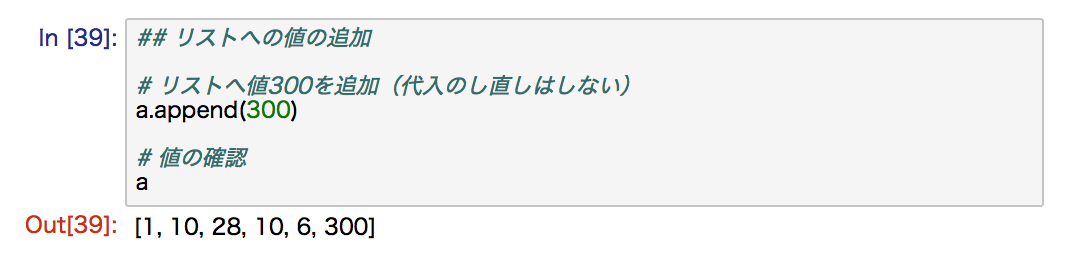 In [39]: ## リストへの値の追加
# リストへ値300を追加（代入のし直しはしない）
a.append(300)
# 値の確認
a
Out[39]: [1, 10, 28, 10, 6, 300]